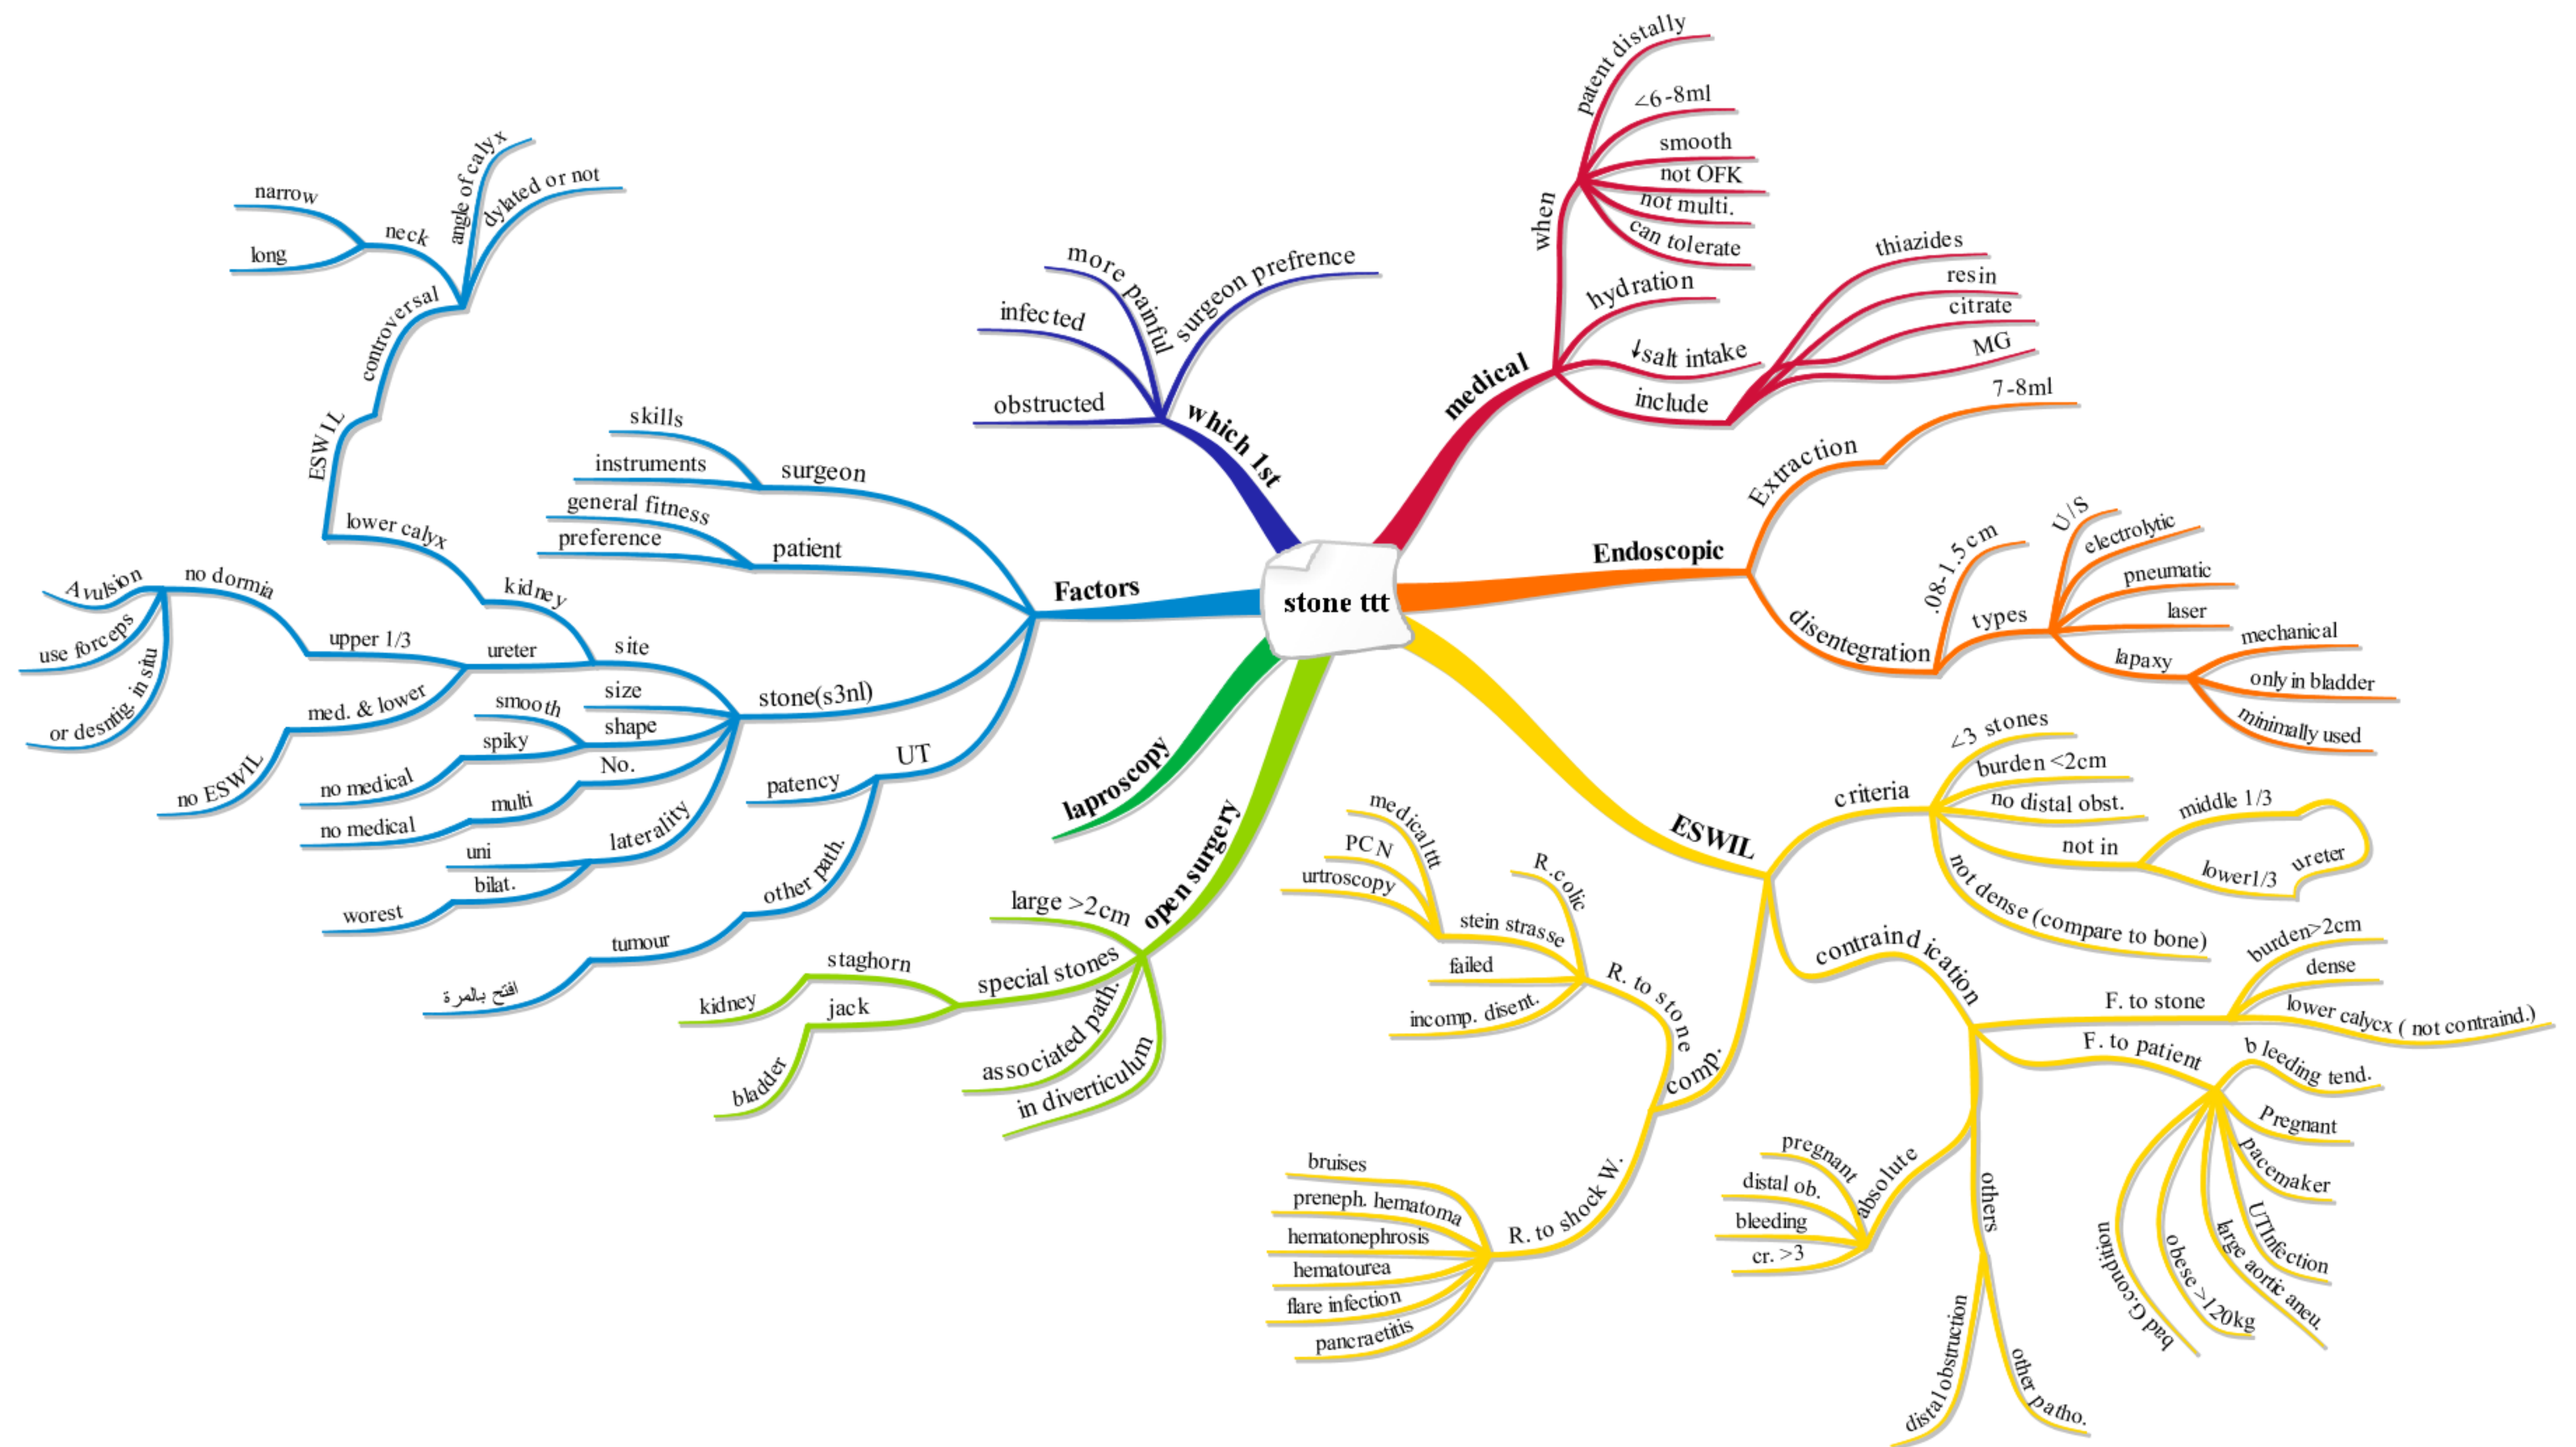 stone ttt
medical
when
patent distally
<6-8ml
smooth
not OFK
not multi.
can tolerate
hydration
↓salt intake
include
thiazides
resin
citrate
MG
Endoscopic
Extraction
7-8ml
disentegration
.08-1.5 cm
types
U/S
electrolytic
pneumatic
laser
lapaxy
mechanical
only in bladder
minimally used
ESWIL
criteria
<3 stones
burden <2cm
no distal obst.
not in
middle 1/3
lower1/3
ureter
not dense (compare to bone)
contraind ication
F. to stone
burden>2cm
dense
lower calycx ( not contraind.)
F. to patient
b leeding tend.
Pregnant
pacemaker
UTInfection
large aortic aneu.
obese >120kg
bad G.condition
others
other patho.
distal obstruction
absolute
pregnant
distal ob.
bleeding
cr. >3
comp.
R. to stone
R.colic
stein strasse
medical ttt
PCN
urtroscopy
failed
incomp. disent.
R. to shock W.
bruises
preneph. hematoma
hematonephrosis
hematourea
flare infection
pancraetitis
open surgery
large >2cm
special stones
staghorn
kidney
jack
bladder
associated path.
in diverticulum
laproscopy
Factors
surgeon
skills
instruments
patient
general fitness
preference
stone(s3nl)
site
kidney
lower calyx
ESWIL
controversal
neck
narrow
long
angle of calyx
dylated or not
ureter
upper 1/3
no dormia
Avulsion
use forceps
or desntig. in situ
med. & lower
no ESWIL
size
shape
smooth
spiky
no medical
No.
multi
no medical
laterality
uni
bilat.
worest
UT
patency
other path.
tumour
افتح بالمرة
which 1st
more painful
infected
obstructed
surgeon prefrence